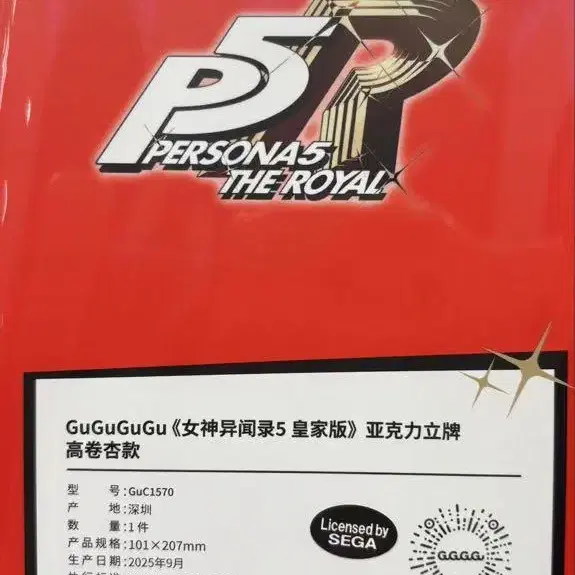 P5R
PERSONA5
THE ROYAL
GuGuGuGu《女神异闻录5 皇家版》亚克力立牌
高卷杏款
型 号:GuC1570
产 地:深圳
数 量:1件
产品规格:101×207mm
生产日期:2025年9月
Licensed by
SEGA
G.G.G.G.